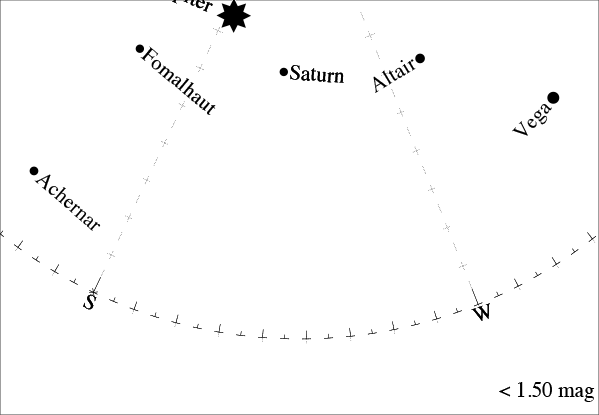 Fomalhaut
Saturn
Altair
Vega
Achernar
S
W
< 1.50 mag